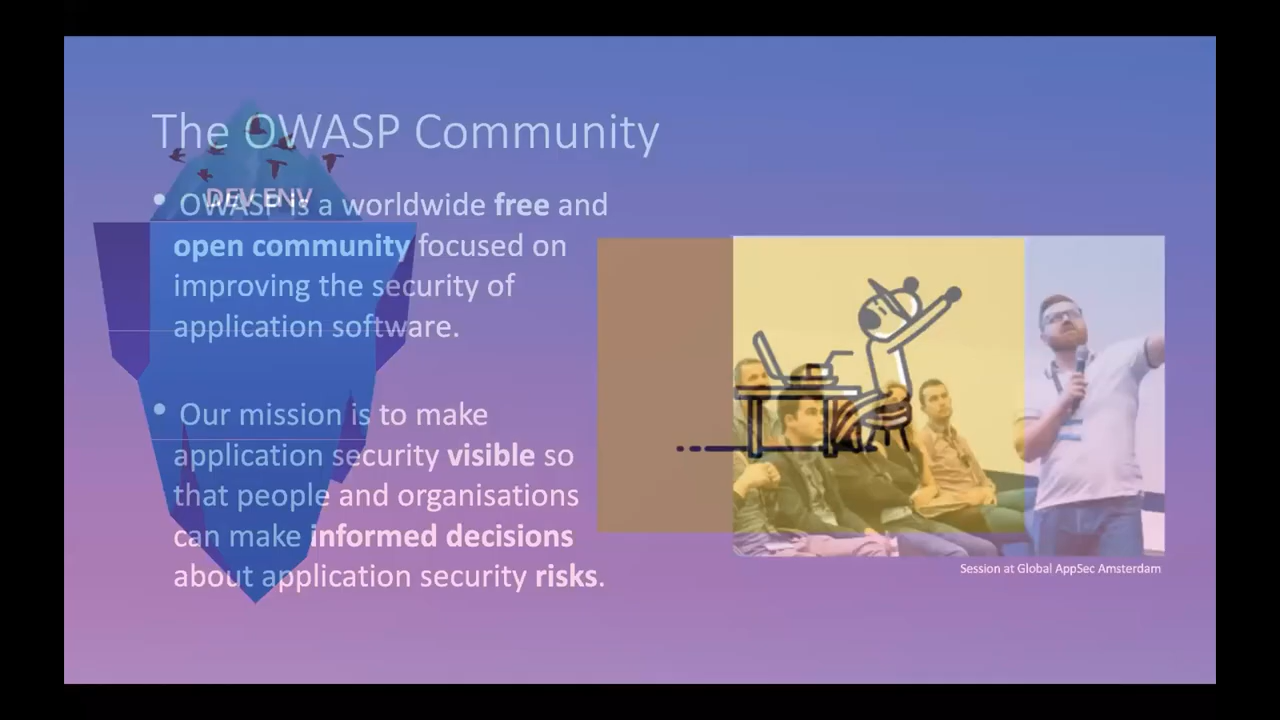 The OWASP Community
DEV ENV
• OWASP is a worldwide free and
open community focused on
improving the security of
application software.
• Our mission is to make
application security visible so
that people and organisations
can make informed decisions
about application security risks.
Session at Global AppSec Amsterdam